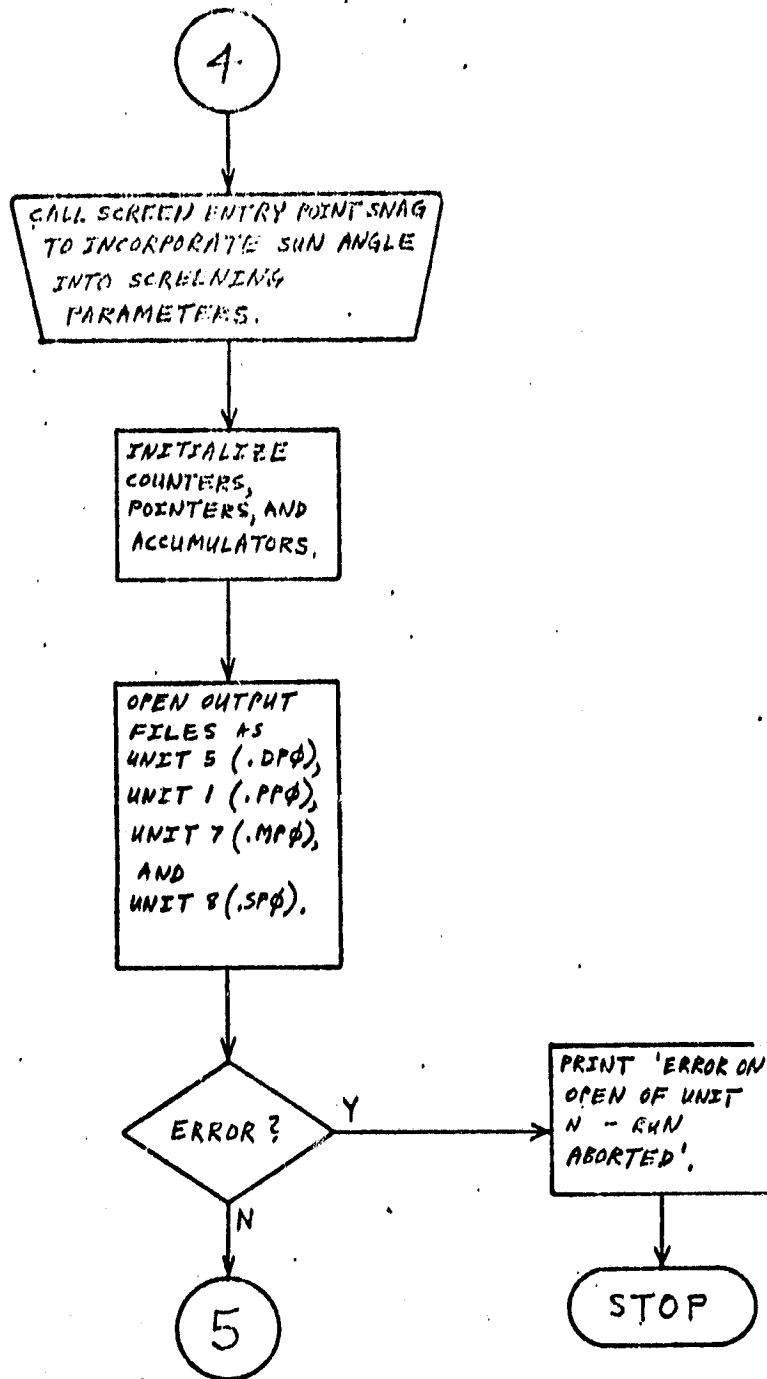 4
CALL SCREEN ENTRY POINT SNAG
TO INCORPORATE SUN ANGLE
INTO SCREENING
PARAMETERS.
INITIALIZE
COUNTERS,
POINTERS, AND
ACCUMULATORS.
OPEN OUTPUT
FILES AS
UNIT 5 (.DPØ),
UNIT 1 (.PPØ),
UNIT 7 (.MPØ),
AND
UNIT 8 (.SPØ).
ERROR?
Y
PRINT 'ERROR ON
OPEN OF UNIT
N - RUN
ABORTED'.
N
STOP
5